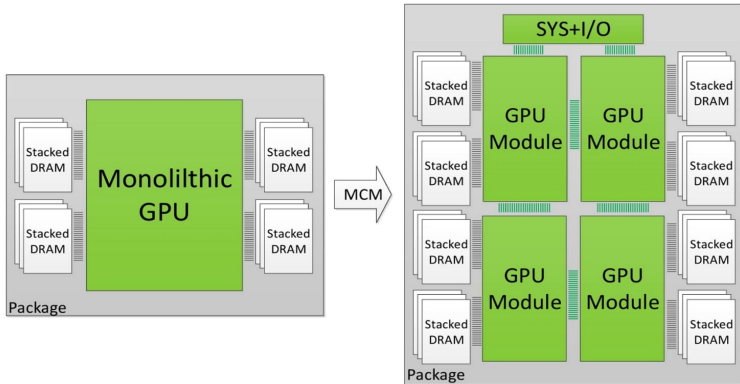 Stacked
DRAM
Stacked
DRAM
Monolilthic
GPU
Stacked
DRAM
Stacked
DRAM
Package
MCM
SYS+I/O
Stacked
DRAM
GPU
Module
GPU
Module
Stacked
DRAM
Stacked
DRAM
Stacked
DRAM
Stacked
DRAM
GPU
Module
GPU
Module
Stacked
DRAM
Stacked
DRAM
Stacked
DRAM
Package